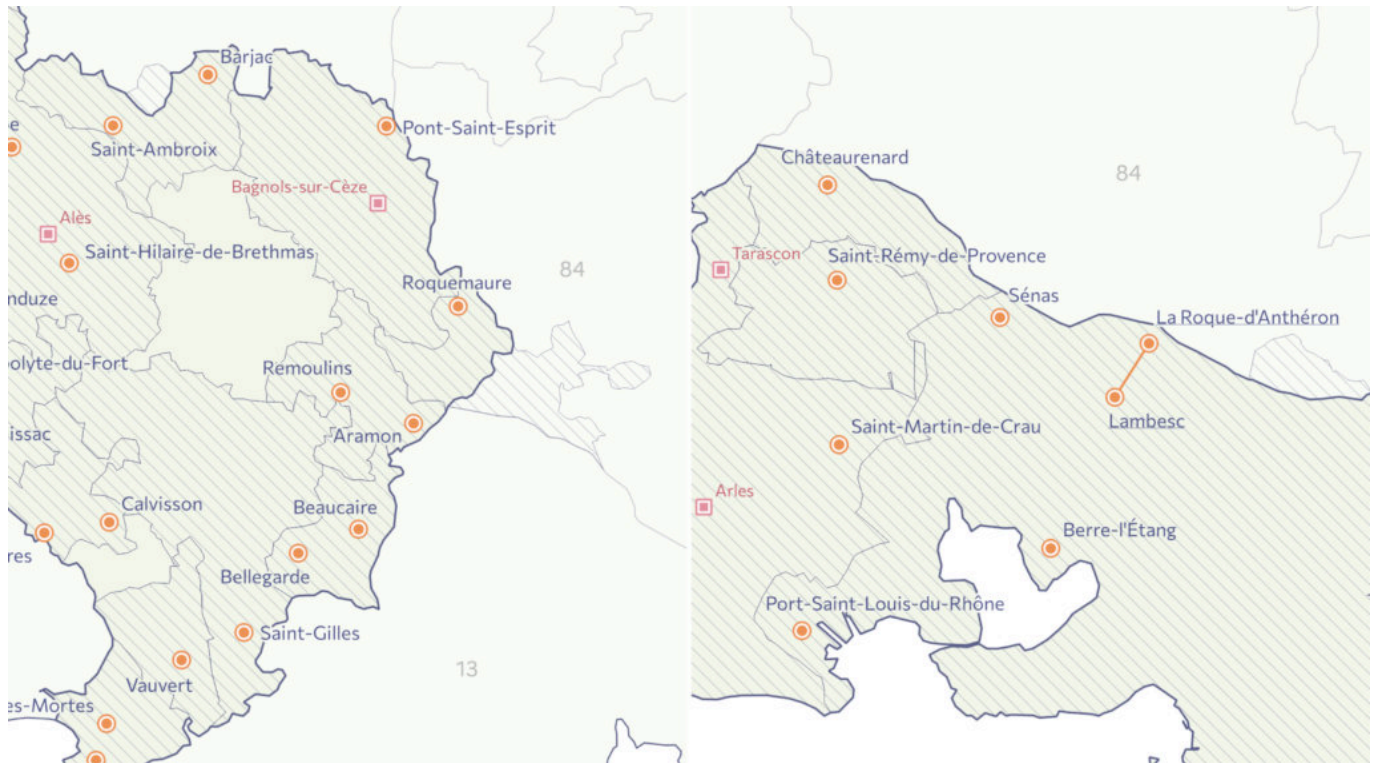 Barjac
Pont-Saint-Esprit
Saint-Ambroix
Bagnols-sur-Cèze
Alès
Saint-Hilaire-de-Brethmas
84
Roquemaure
nduze
olyte-du-Fort
Remoulins
issac
Aramon
Calvisson
Beaucaire
res
Bellegarde
Saint-Gilles
13
Vauvert
es-Mortes
Châteaurenard
84
Tarascon
Saint-Rémy-de-Provence
Sénas
La Roque-d'Anthéron
Lambesc
Saint-Martin-de-Crau
Arles
Berre-l'Étang
Port-Saint-Louis-du-Rhône